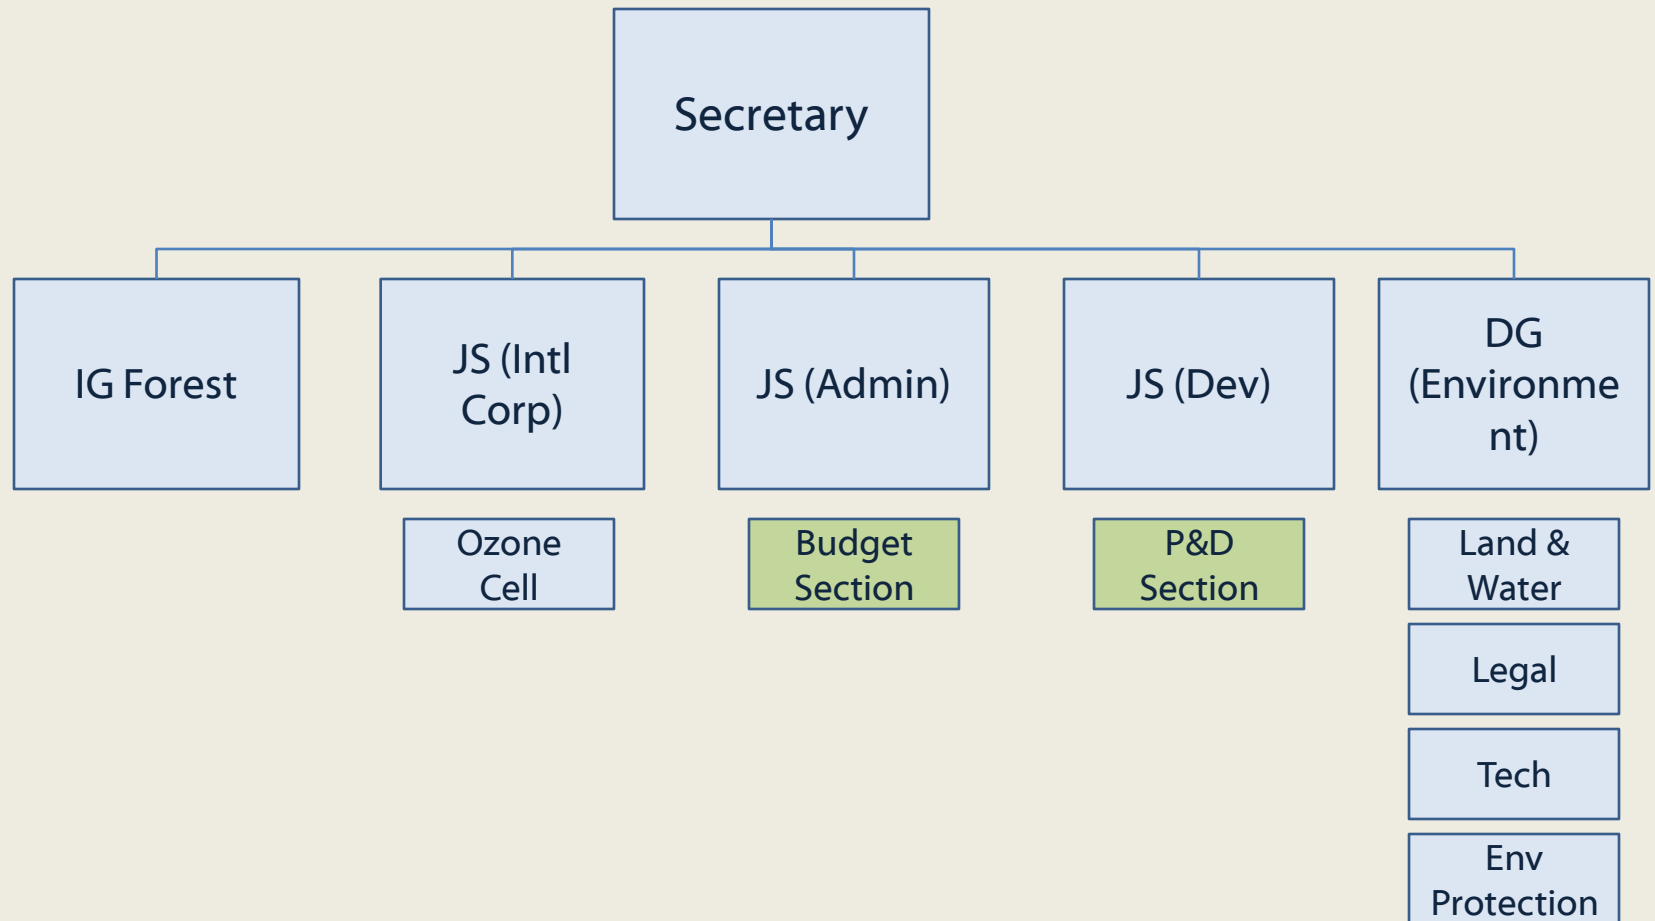 Secretary
IG Forest
JS (Intl
Corp)
JS (Admin)
JS (Dev)
DG
(Environme
nt)
Ozone
Cell
Budget
Section
P&D
Section
Land &
Water
Legal
Tech
Env
Protection